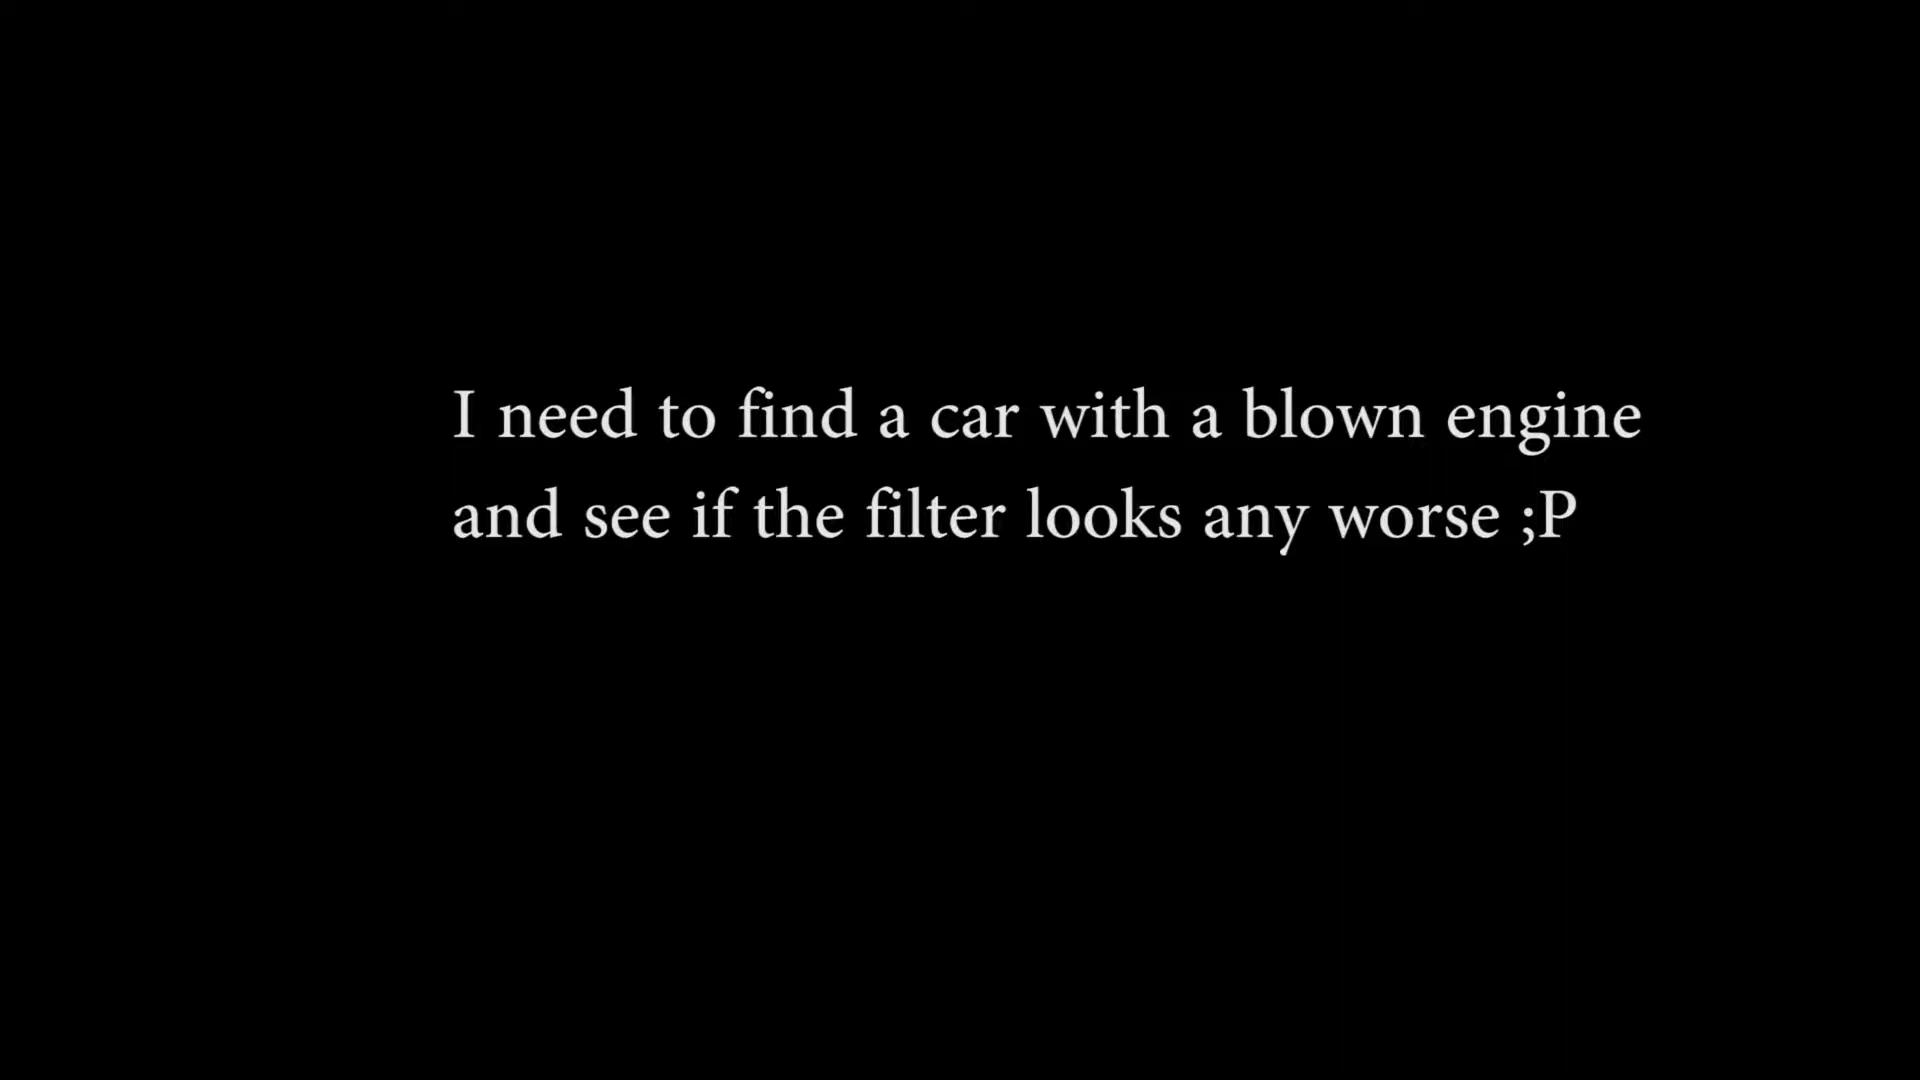 I need to find a car with a blown engine
and see if the filter looks any worse ;P